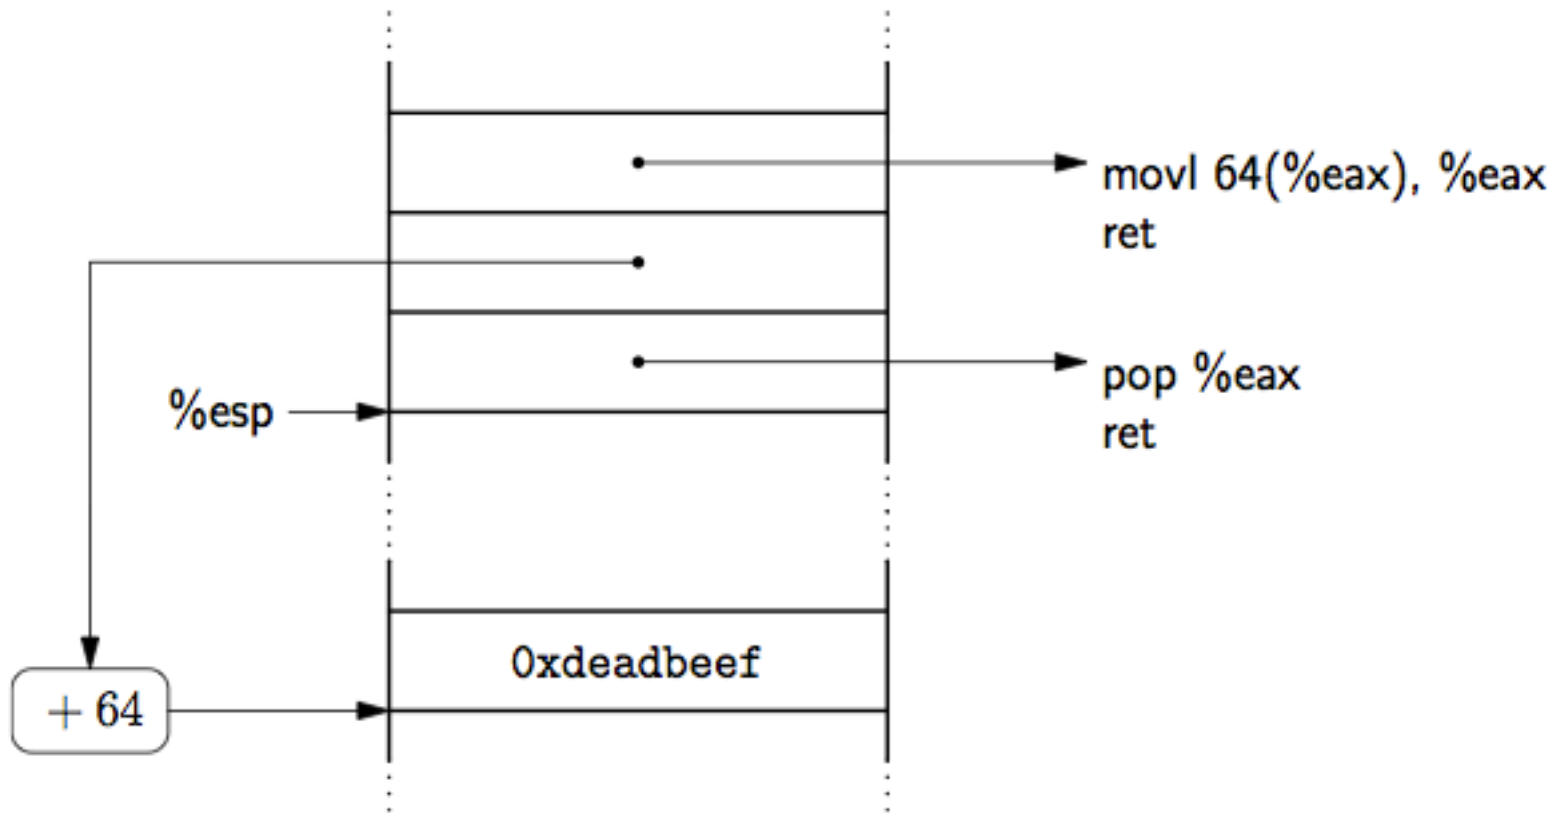 movl 64(%eax), %eax
ret
pop %eax
ret
%esp
0xdeadbeef
+ 64